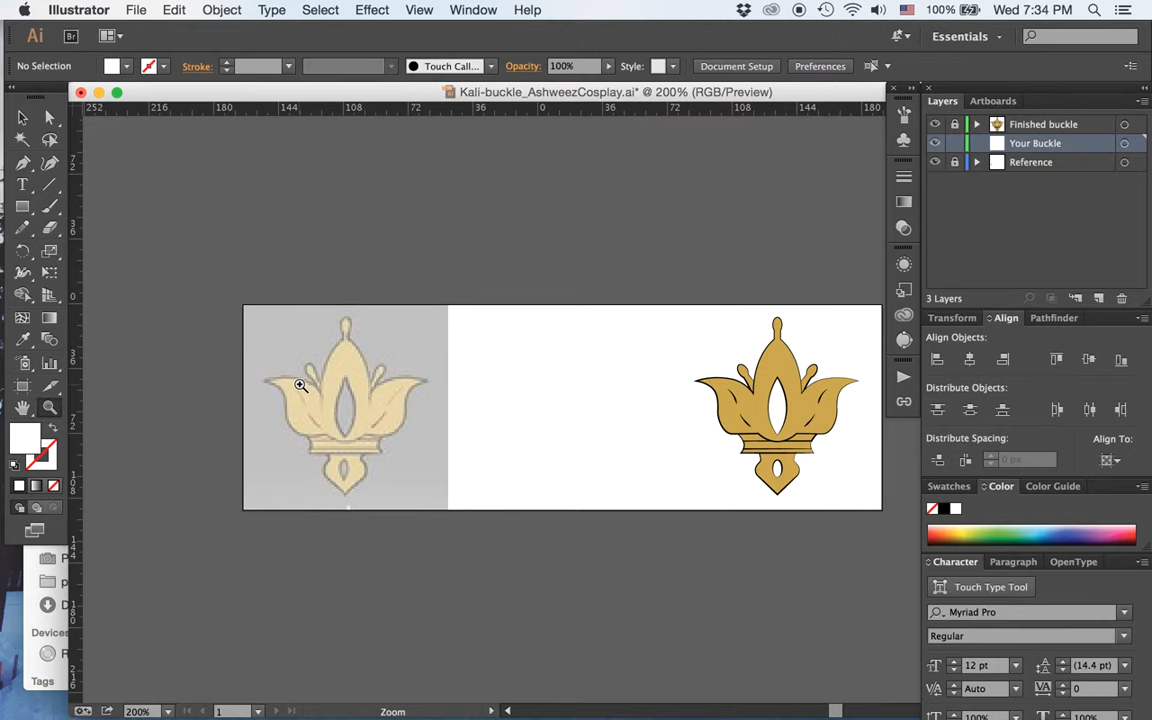 Illustrator File Edit Object Type Select Effect View Window Help
100% Wed 7:34 PM
Ai Br Essentials
No Selection Stroke: Touch Call... Opacity: 100% Style: Document Setup Preferences
Kali-buckle_AshweezCosplay.ai* @ 200% (RGB/Preview)
252 216 180 144 108 72 36 0 36 72 108 144 180
Layers Artboards
Finished buckle
Your Buckle
Reference
3 Layers
Transform Align Pathfinder
Align Objects:
Distribute Objects:
Distribute Spacing: Align To:
0 px
Swatches Color Color Guide
Character Paragraph OpenType
Touch Type Tool
Myriad Pro
Regular
12 pt (14.4 pt)
Auto 0
100% 100%
Devices
Tags
200% 1 Zoom